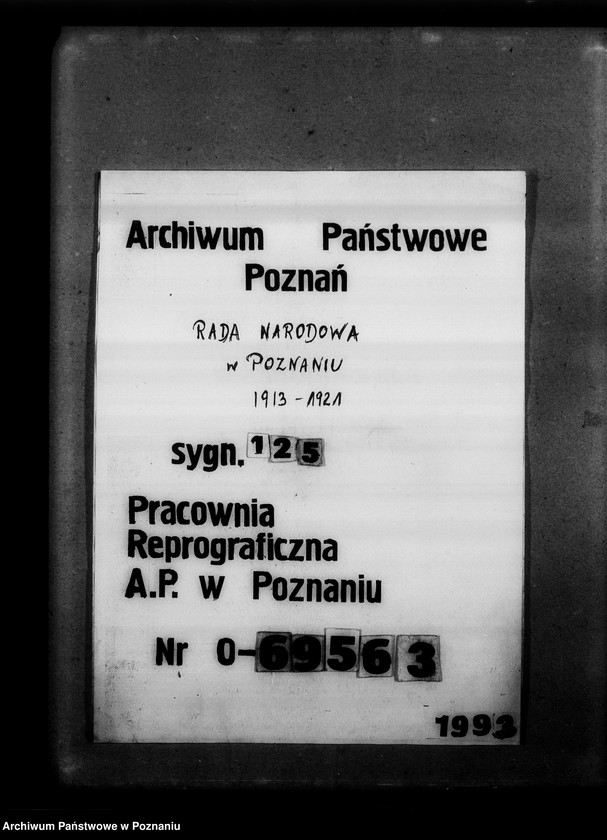 Archiwum Państwowe
Poznań
RADA NARODOWA
w POZNANIU
1913-1921
sygn. 125
Pracownia
Reprograficzna
A.P. w Poznaniu
Nr 0-69563
1993
Archiwum Państwowe w Poznaniu